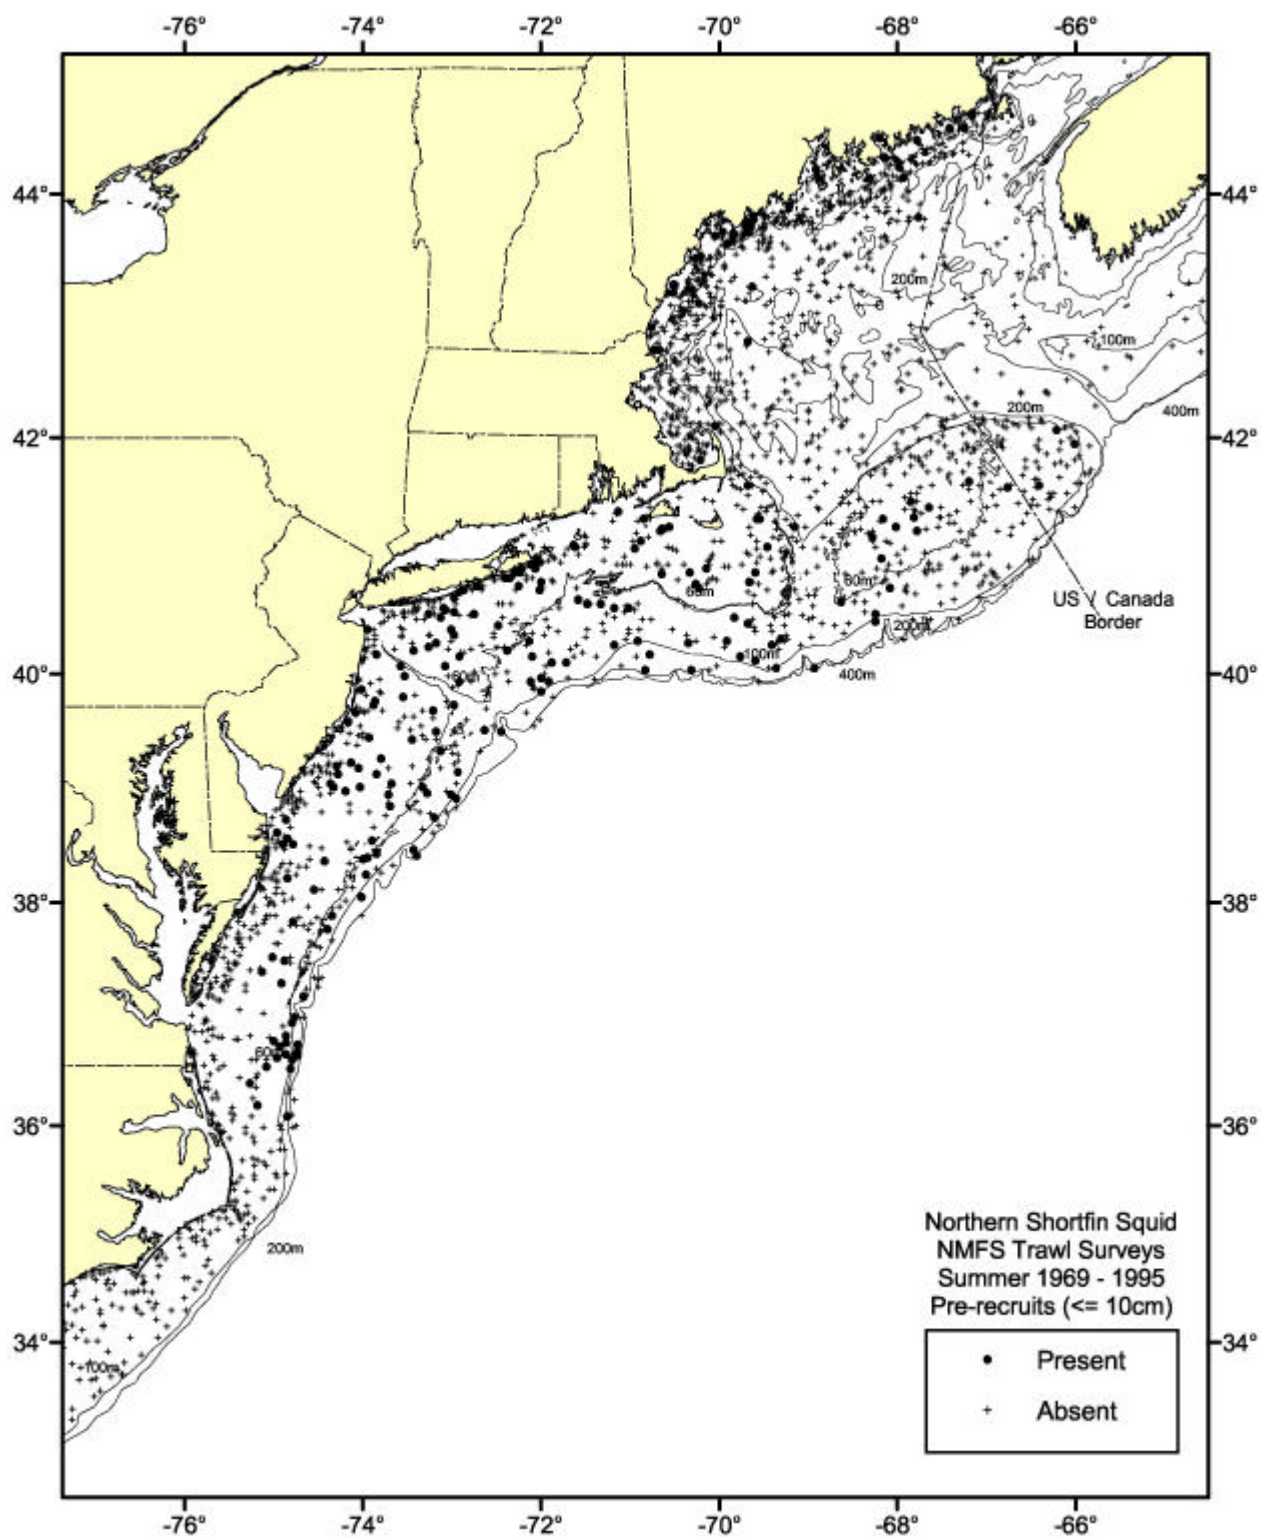 -76° -74° -72° -70° -68° -66°
44° 44°
200m
100m
200m 400m
42° 42°
60m 60m
US / Canada
Border
200m
100m
40° 60m 400m 40°
38° 38°
60m
36° 36°
Northern Shortfin Squid
200m NMFS Trawl Surveys
Summer 1969 - 1995
Pre-recruits (<= 10cm)
34° 34°
100m Present
Absent
-76° -74° -72° -70° -68° -66°